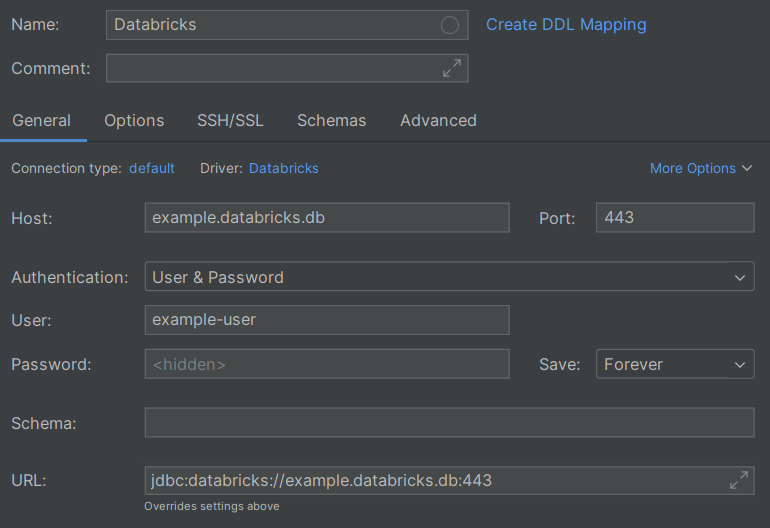 Name: Databricks Create DDL Mapping
Comment:
General Options SSH/SSL Schemas Advanced
Connection type: default Driver: Databricks More Options
Host: example.databricks.db Port: 443
Authentication: User & Password
User: example-user
Password: <hidden> Save: Forever
Schema:
URL: jdbc:databricks://example.databricks.db:443
Overrides settings above